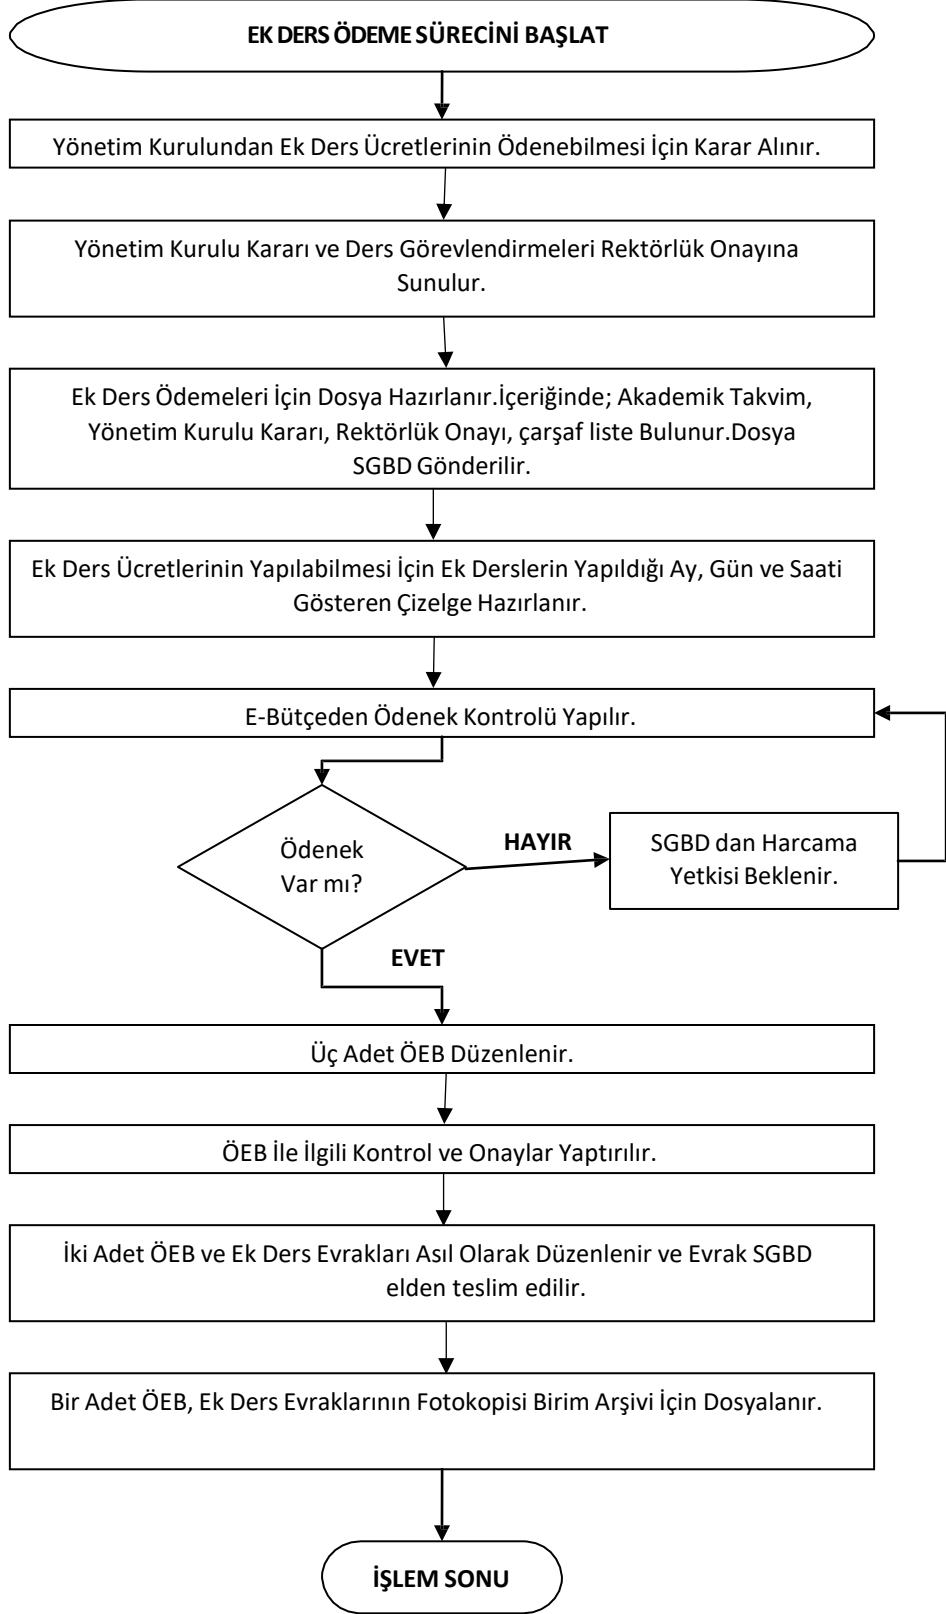 EK DERS ÖDEME SÜRECİNİ BAŞLAT
Yönetim Kurulundan Ek Ders Ücretlerinin Ödenebilmesi İçin Karar Alınır.
Yönetim Kurulu Kararı ve Ders Görevlendirmeleri Rektörlük Onayına
Sunulur.
Ek Ders Ödemeleri İçin Dosya Hazırlanır.İçeriğinde; Akademik Takvim,
Yönetim Kurulu Kararı, Rektörlük Onayı, çarşaf liste Bulunur.Dosya
SGBD Gönderilir.
Ek Ders Ücretlerinin Yapılabilmesi İçin Ek Derslerin Yapıldığı Ay, Gün ve Saati
Gösteren Çizelge Hazırlanır.
E-Bütçeden Ödenek Kontrolü Yapılır.
Ödenek
Var mı?
HAYIR
SGBD dan Harcama
Yetkisi Beklenir.
EVET
Üç Adet ÖEB Düzenlenir.
ÖEB İle İlgili Kontrol ve Onaylar Yaptırılır.
İki Adet ÖEB ve Ek Ders Evrakları Asıl Olarak Düzenlenir ve Evrak SGBD
elden teslim edilir.
Bir Adet ÖEB, Ek Ders Evraklarının Fotokopisi Birim Arşivi İçin Dosyalanır.
İŞLEM SONU